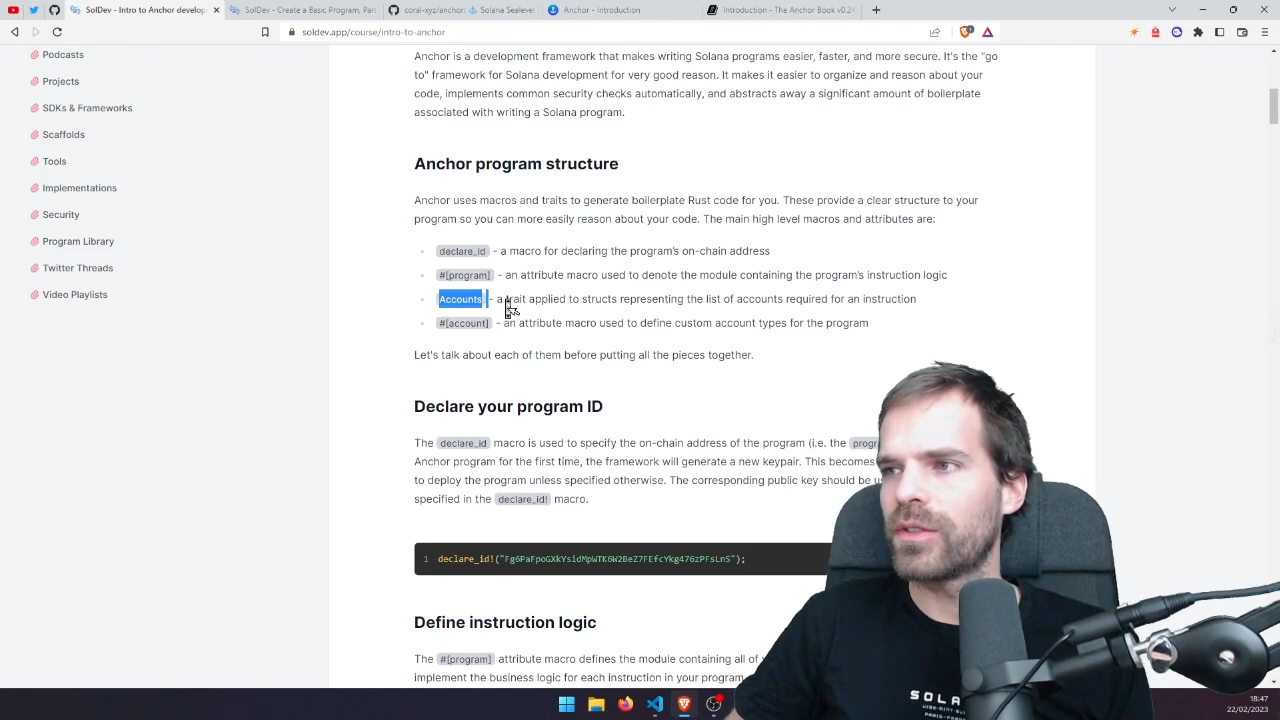 SolDev - Intro to Anchor develop
SolDev - Create a Basic Program, Par
coral-xyz/anchor:
Solana Sealevel
Anchor - Introduction
Introduction - The Anchor Book v0.24
soldev.app/course/intro-to-anchor
Podcasts
Projects
SDKs & Frameworks
Scaffolds
Tools
Implementations
Security
Program Library
Twitter Threads
Video Playlists
Anchor is a development framework that makes writing Solana programs easier, faster, and more secure. It's the "go
to" framework for Solana development for very good reason. It makes it easier to organize and reason about your
code, implements common security checks automatically, and abstracts away a significant amount of boilerplate
associated with writing a Solana program.
Anchor program structure
Anchor uses macros and traits to generate boilerplate Rust code for you. These provide a clear structure to your
program so you can more easily reason about your code. The main high level macros and attributes are:
declare_id - a macro for declaring the program's on-chain address
#[program] - an attribute macro used to denote the module containing the program's instruction logic
Accounts - a trait applied to structs representing the list of accounts required for an instruction
#[account] - an attribute macro used to define custom account types for the program
Let's talk about each of them before putting all the pieces together.
Declare your program ID
The declare_id macro is used to specify the on-chain address of the program (i.e. the progr
Anchor program for the first time, the framework will generate a new keypair. This becomes
to deploy the program unless specified otherwise. The corresponding public key should be us
specified in the declare_id! macro.
1 declare_id!("Fg6PaFpoGXkYsidMpWTK6W2BeZ7FEfcYkg476zPFsLnS");
Define instruction logic
The #[program] attribute macro defines the module containing all of y
implement the business logic for each instruction in your program
SOLA
18:47
22/02/2023